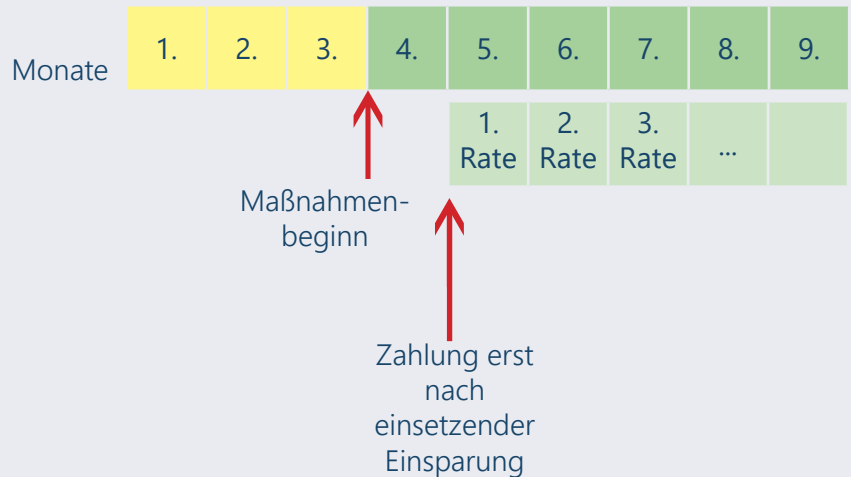 Monate
1. 2. 3. 4. 5. 6. 7. 8. 9.
1. 2. 3.
Rate Rate Rate ...
Maßnahmen-
beginn
Zahlung erst
nach
einsetzender
Einsparung